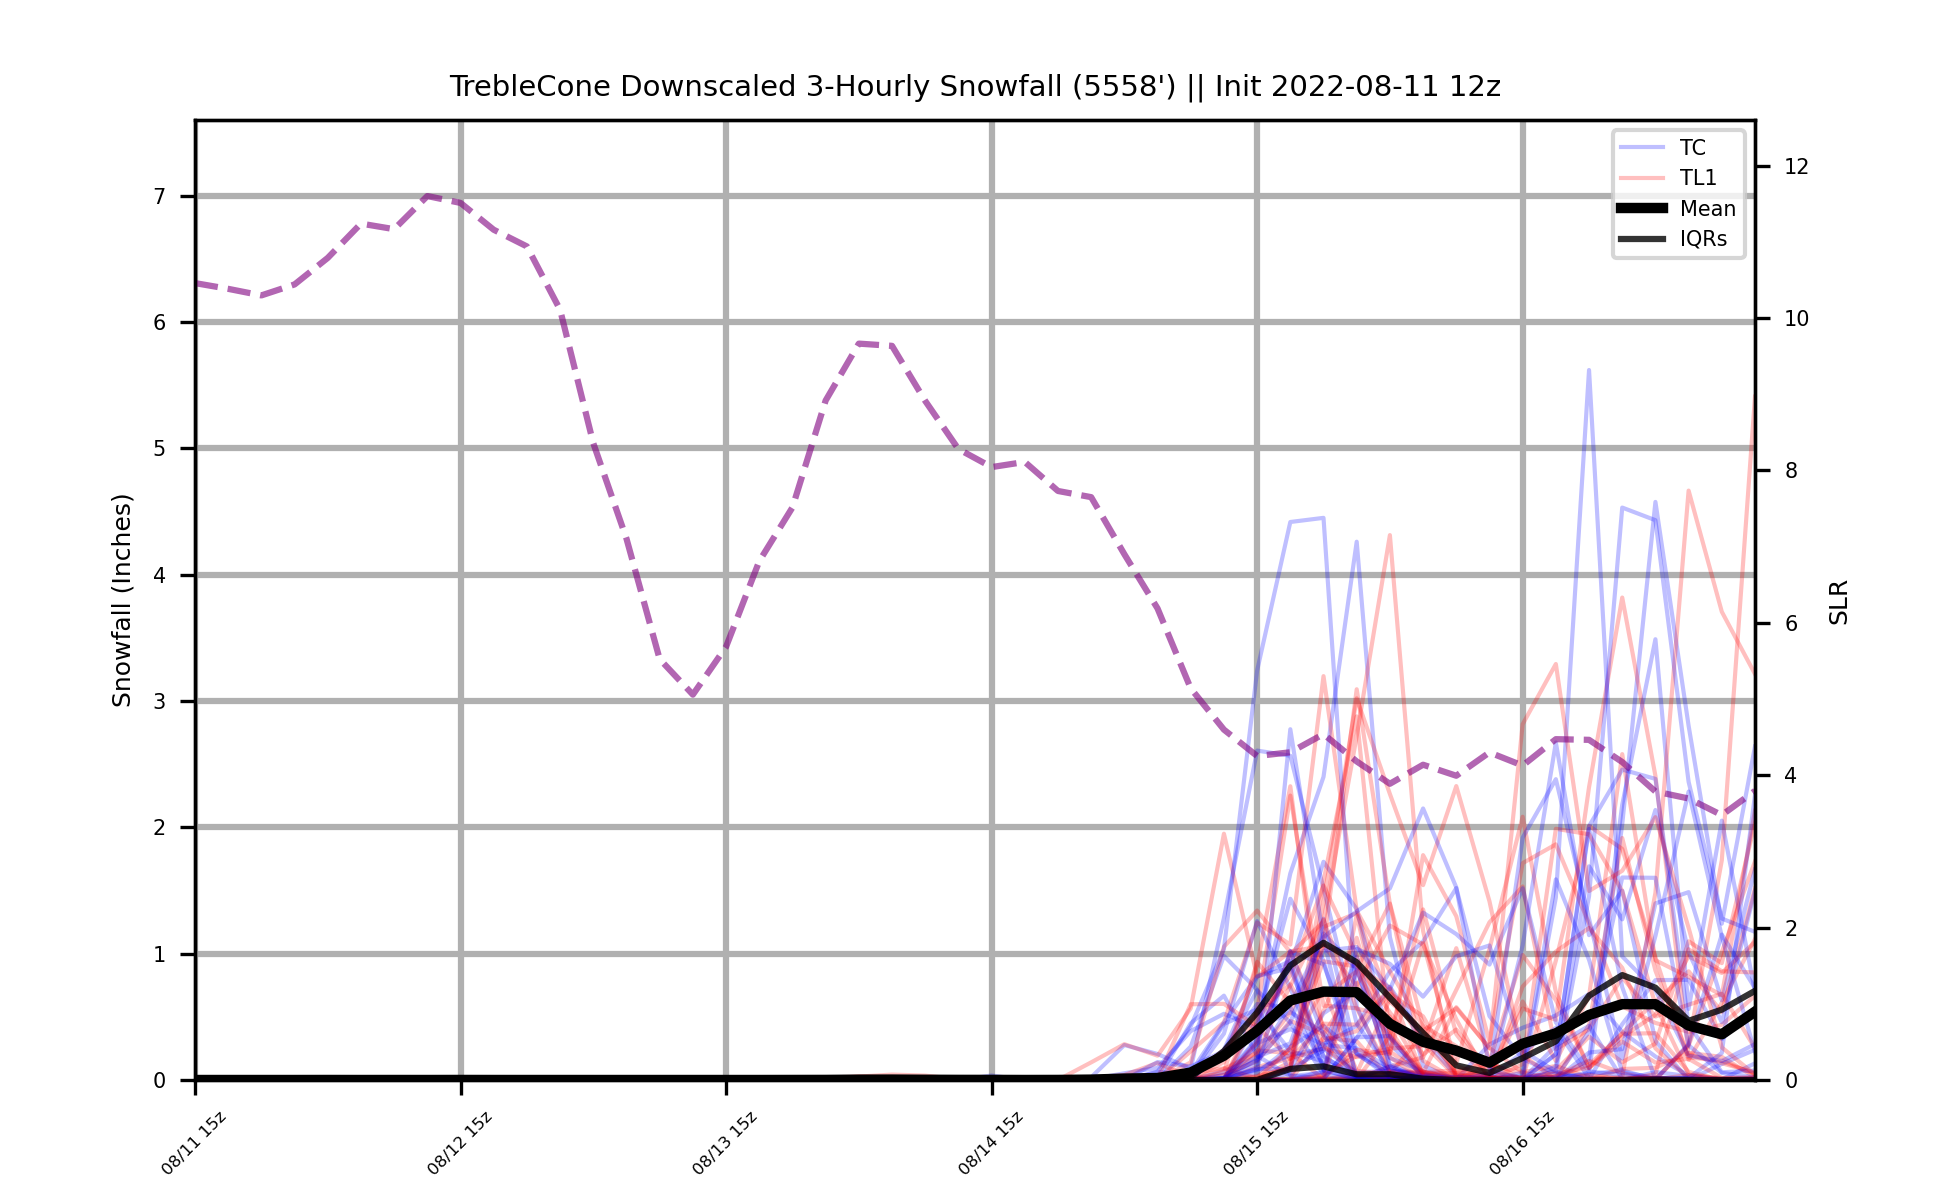 TrebleCone Downscaled 3-Hourly Snowfall (5558') || Init 2022-08-11 12z
TC
TL1
Mean
IQRs
Snowfall (Inches)
7
6
5
4
3
2
1
0
12
10
8
6
4
2
0
SLR
08/11 15z
08/12 15z
08/13 15z
08/14 15z
08/15 15z
08/16 15z